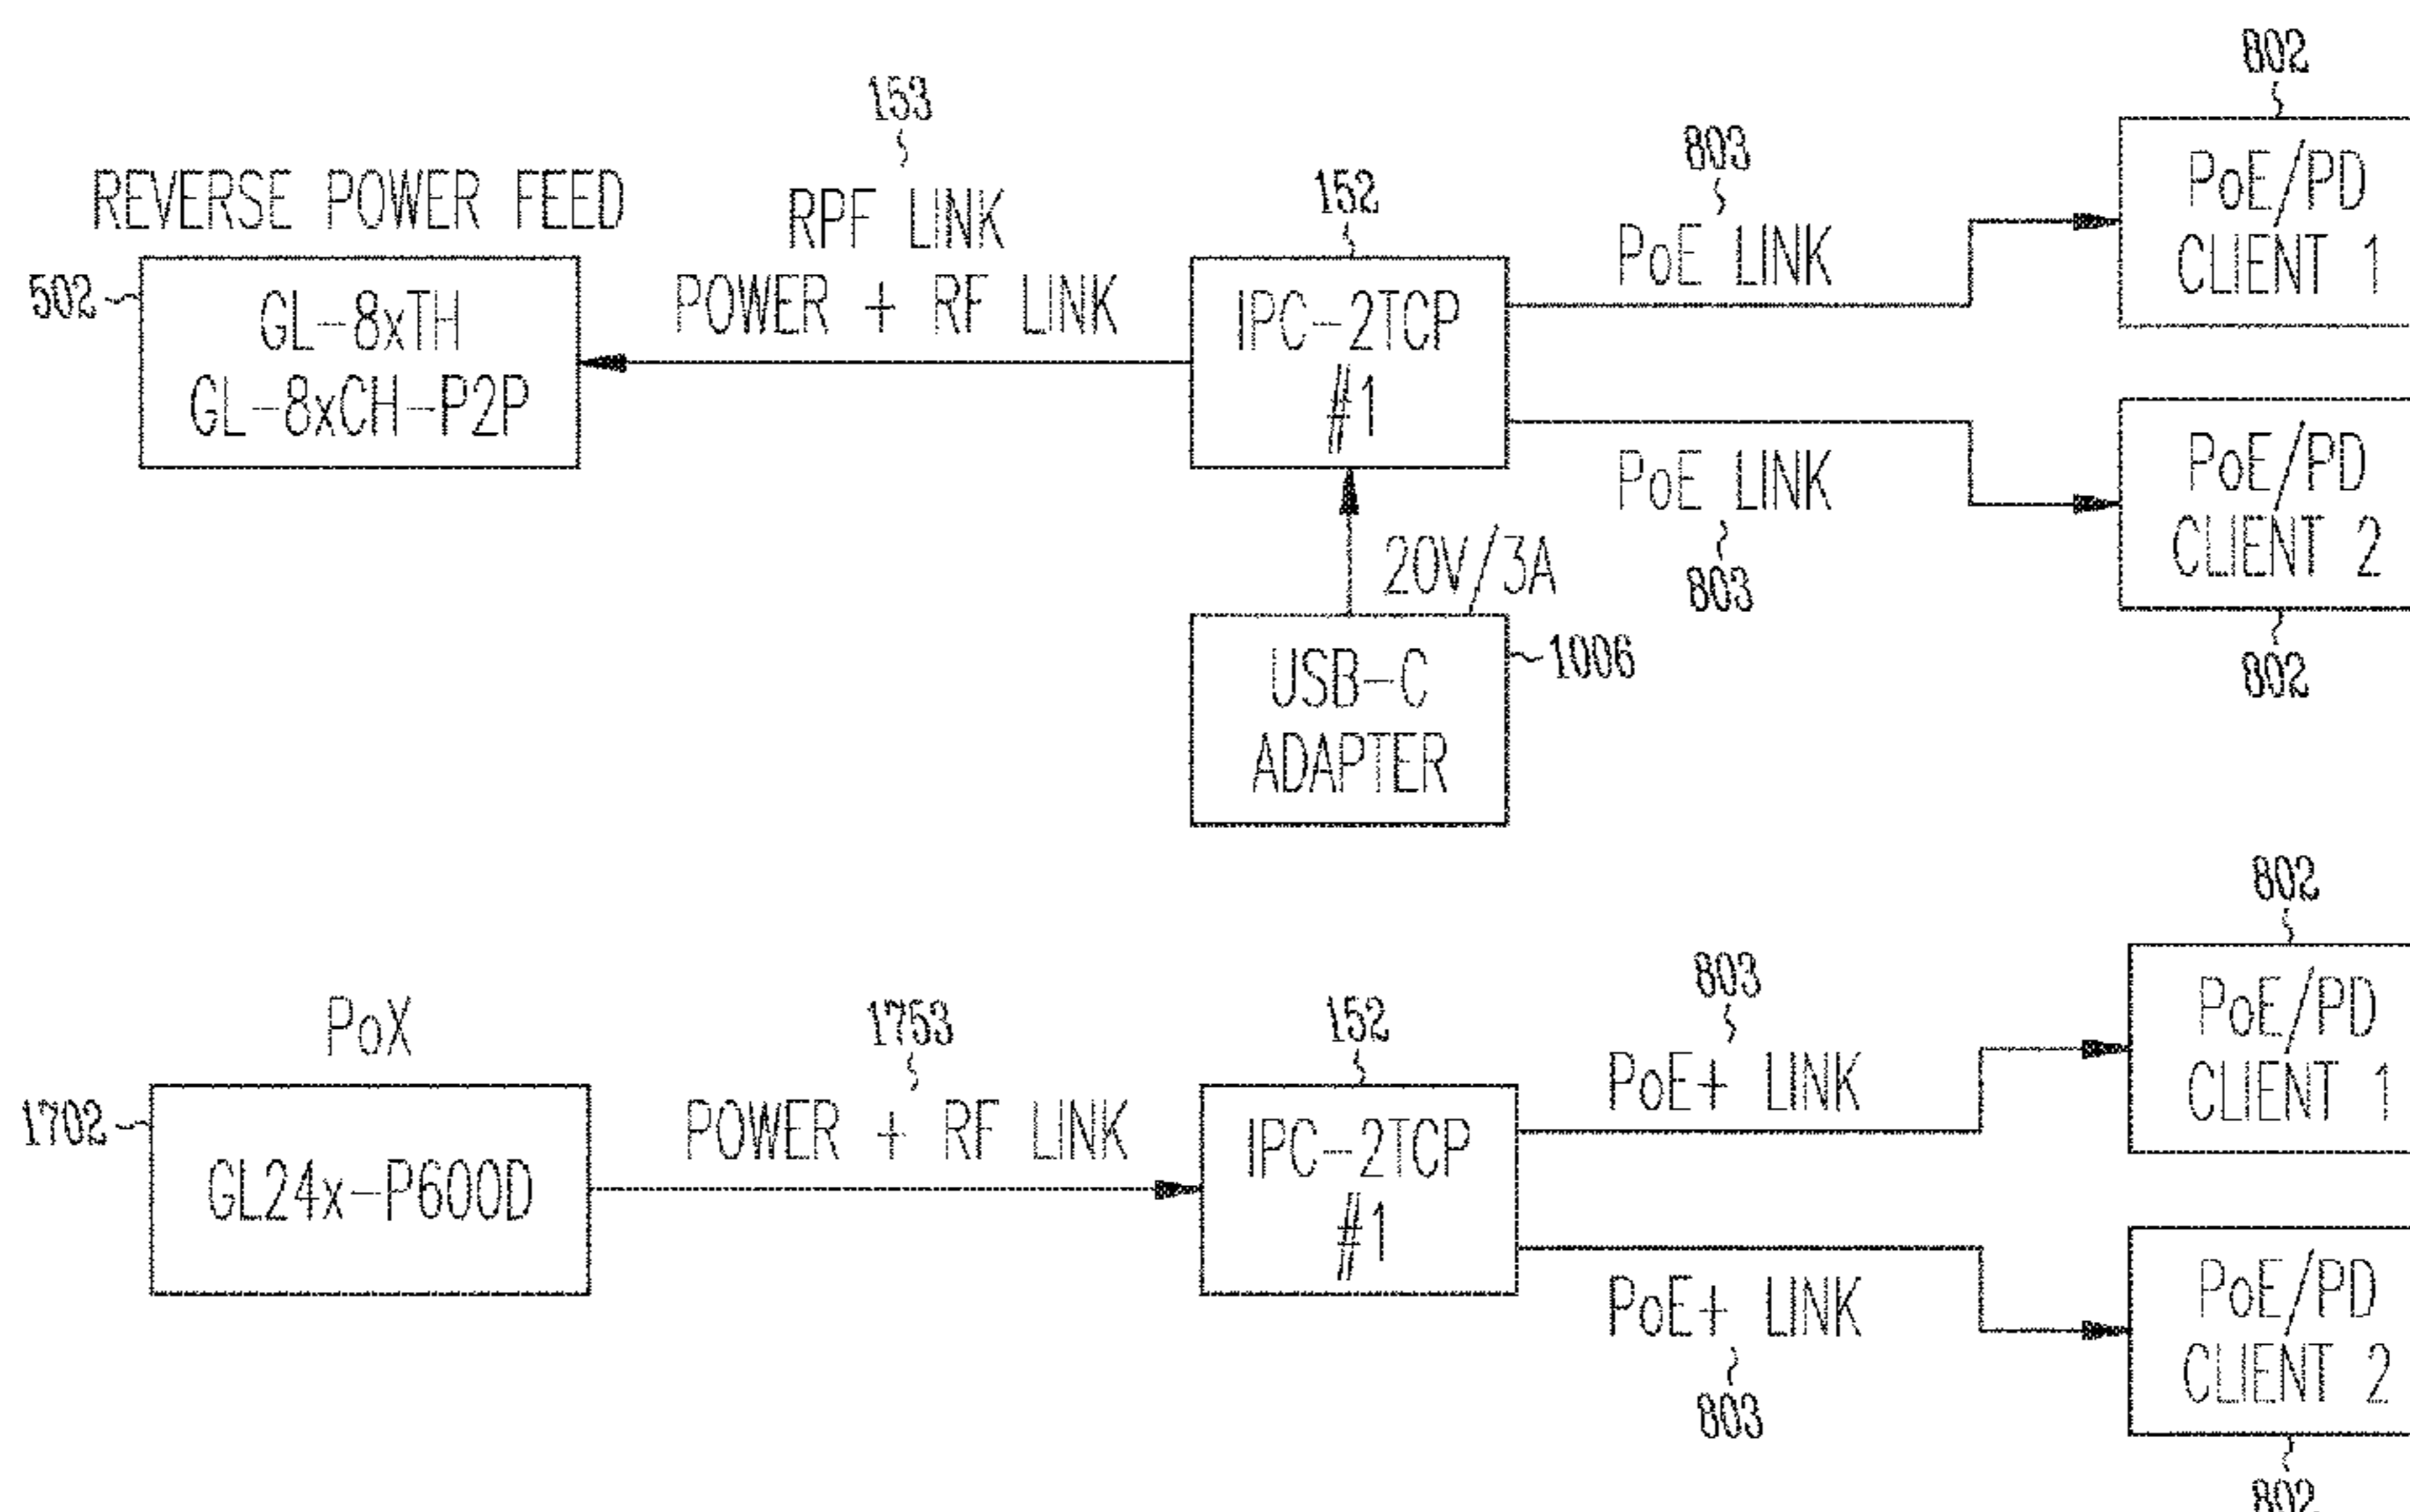 802
153
803
REVERSE POWER FEED
RPF LINK
152
PoE/PD
CLIENT 1
POWER + RF LINK
PoE LINK
502
GL-8xTH
GL-8xCH-P2P
IPC-2TCP
#1
PoE LINK
803
PoE/PD
CLIENT 2
802
20V/3A
USB-C
ADAPTER
1006
802
803
PoX
1753
152
PoE/PD
CLIENT 1
1702
GL24x-P600D
POWER + RF LINK
IPC-2TCP
#1
PoE+ LINK
PoE+ LINK
803
PoE/PD
CLIENT 2
802